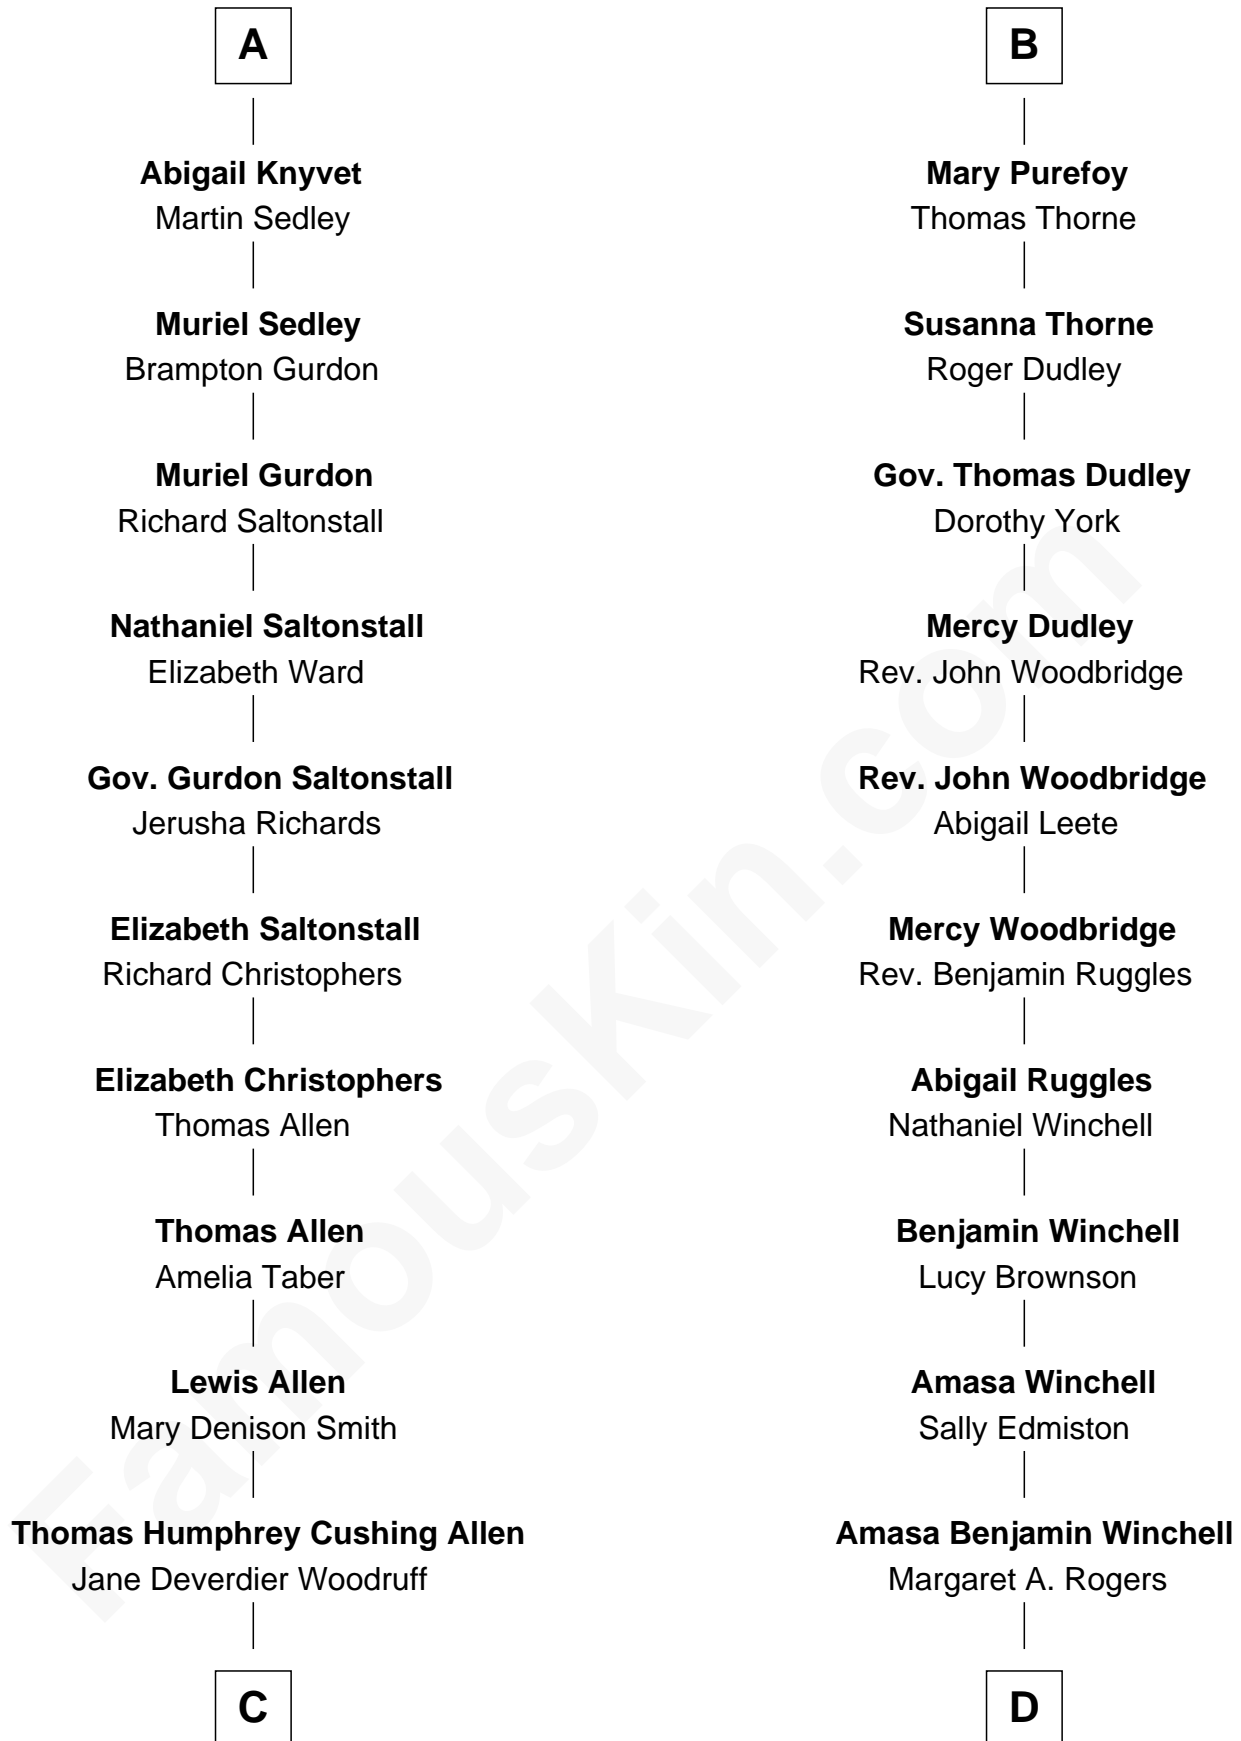 A
Abigail Knyvet
Martin Sedley
Muriel Sedley
Brampton Gurdon
Muriel Gurdon
Richard Saltonstall
Nathaniel Saltonstall
Elizabeth Ward
Gov. Gurdon Saltonstall
Jerusha Richards
Elizabeth Saltonstall
Richard Christophers
Elizabeth Christophers
Thomas Allen
Thomas Allen
Amelia Taber
Lewis Allen
Mary Denison Smith
Thomas Humphrey Cushing Allen
Jane Deverdier Woodruff
C
B
Mary Purefoy
Thomas Thorne
Susanna Thorne
Roger Dudley
Gov. Thomas Dudley
Dorothy York
Mercy Dudley
Rev. John Woodbridge
Rev. John Woodbridge
Abigail Leete
Mercy Woodbridge
Rev. Benjamin Ruggles
Abigail Ruggles
Nathaniel Winchell
Benjamin Winchell
Lucy Brownson
Amasa Winchell
Sally Edmiston
Amasa Benjamin Winchell
Margaret A. Rogers
D
FamousKin.com